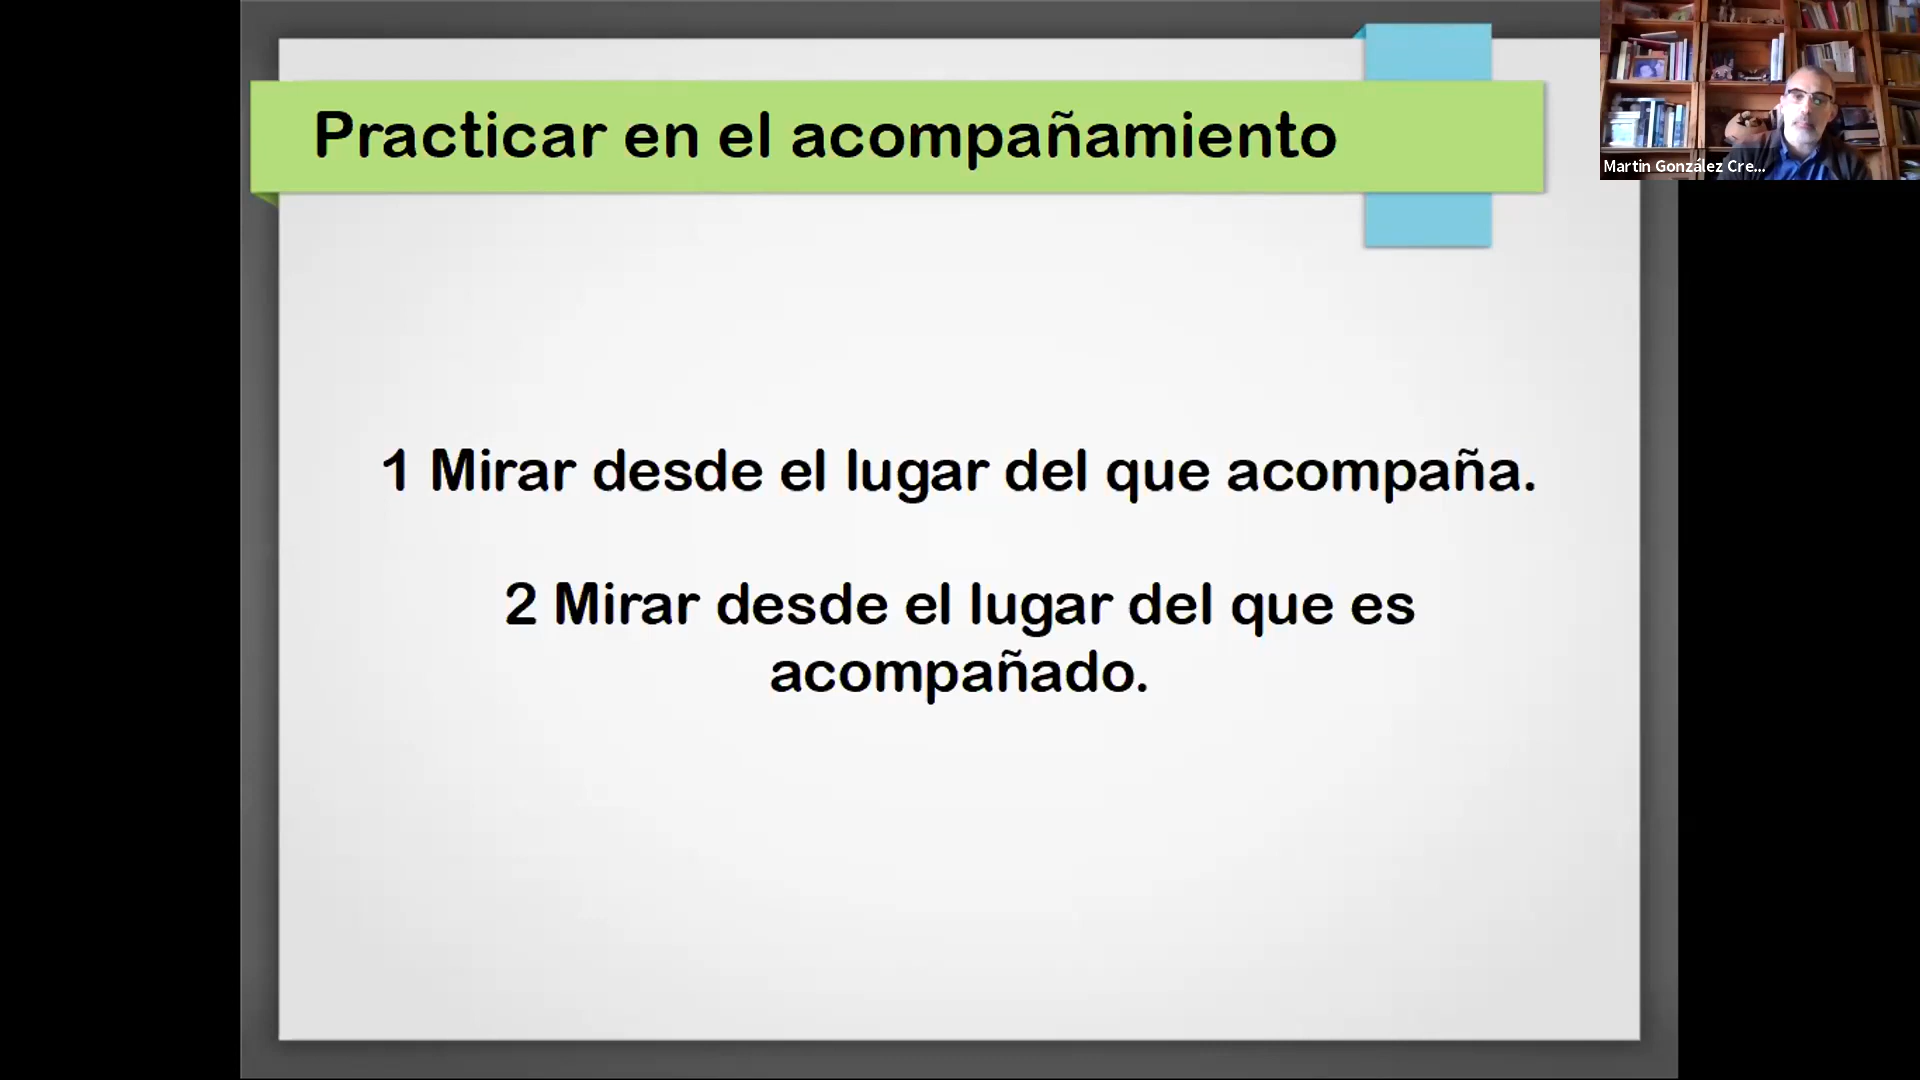 Practicar en el acompañamiento
Martin González Cre...
1 Mirar desde el lugar del que acompaña.
2 Mirar desde el lugar del que es
acompañado.